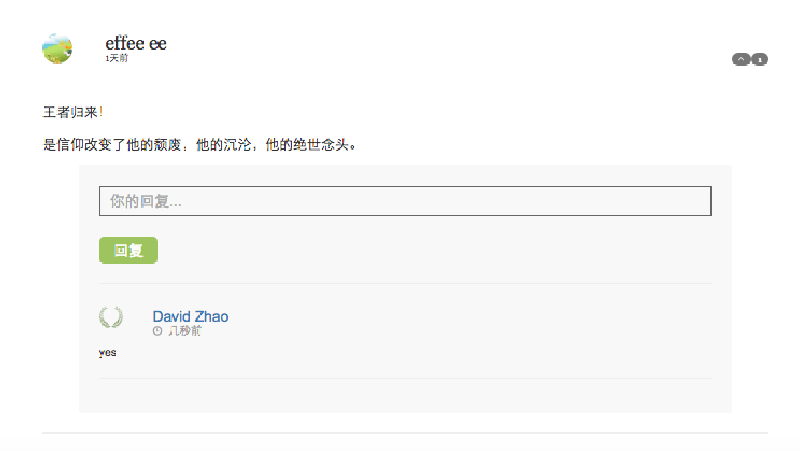 effee ee
1天前
1
王者归来！
是信仰改变了他的颓废，他的沉沦，他的绝世念头。
你的回复...
回复
David Zhao
几秒前
yes